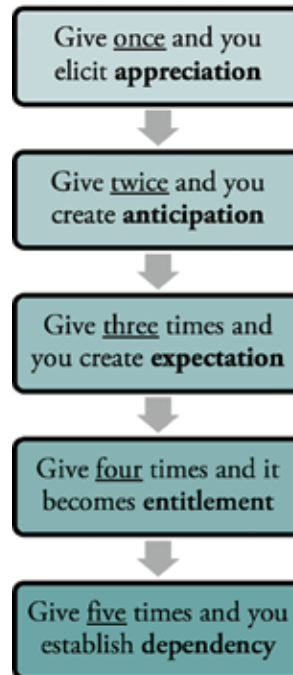 Give once and you
elicit appreciation
Give twice and you
create anticipation
Give three times and
you create expectation
Give four times and it
becomes entitlement
Give five times and you
establish dependency